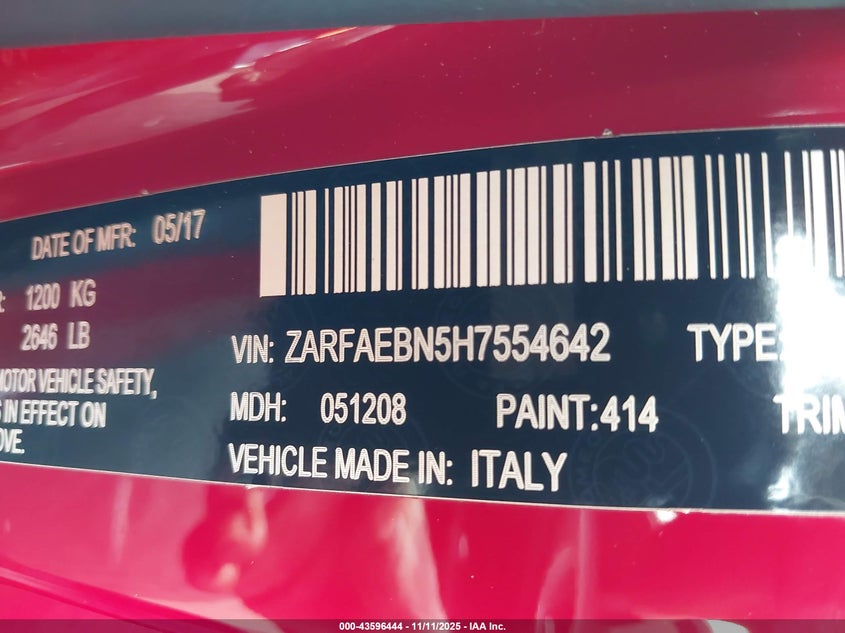 DATE OF MFR: 05/17
1200 KG
2646 LB
MOTOR VEHICLE SAFETY,
IN EFFECT ON
VIN: ZARFAEBN5H7554642 TYPE:
MDH: 051208 PAINT:414 TRIM
VEHICLE MADE IN: ITALY
000-43596444 - 11/11/2025 - IAA Inc.